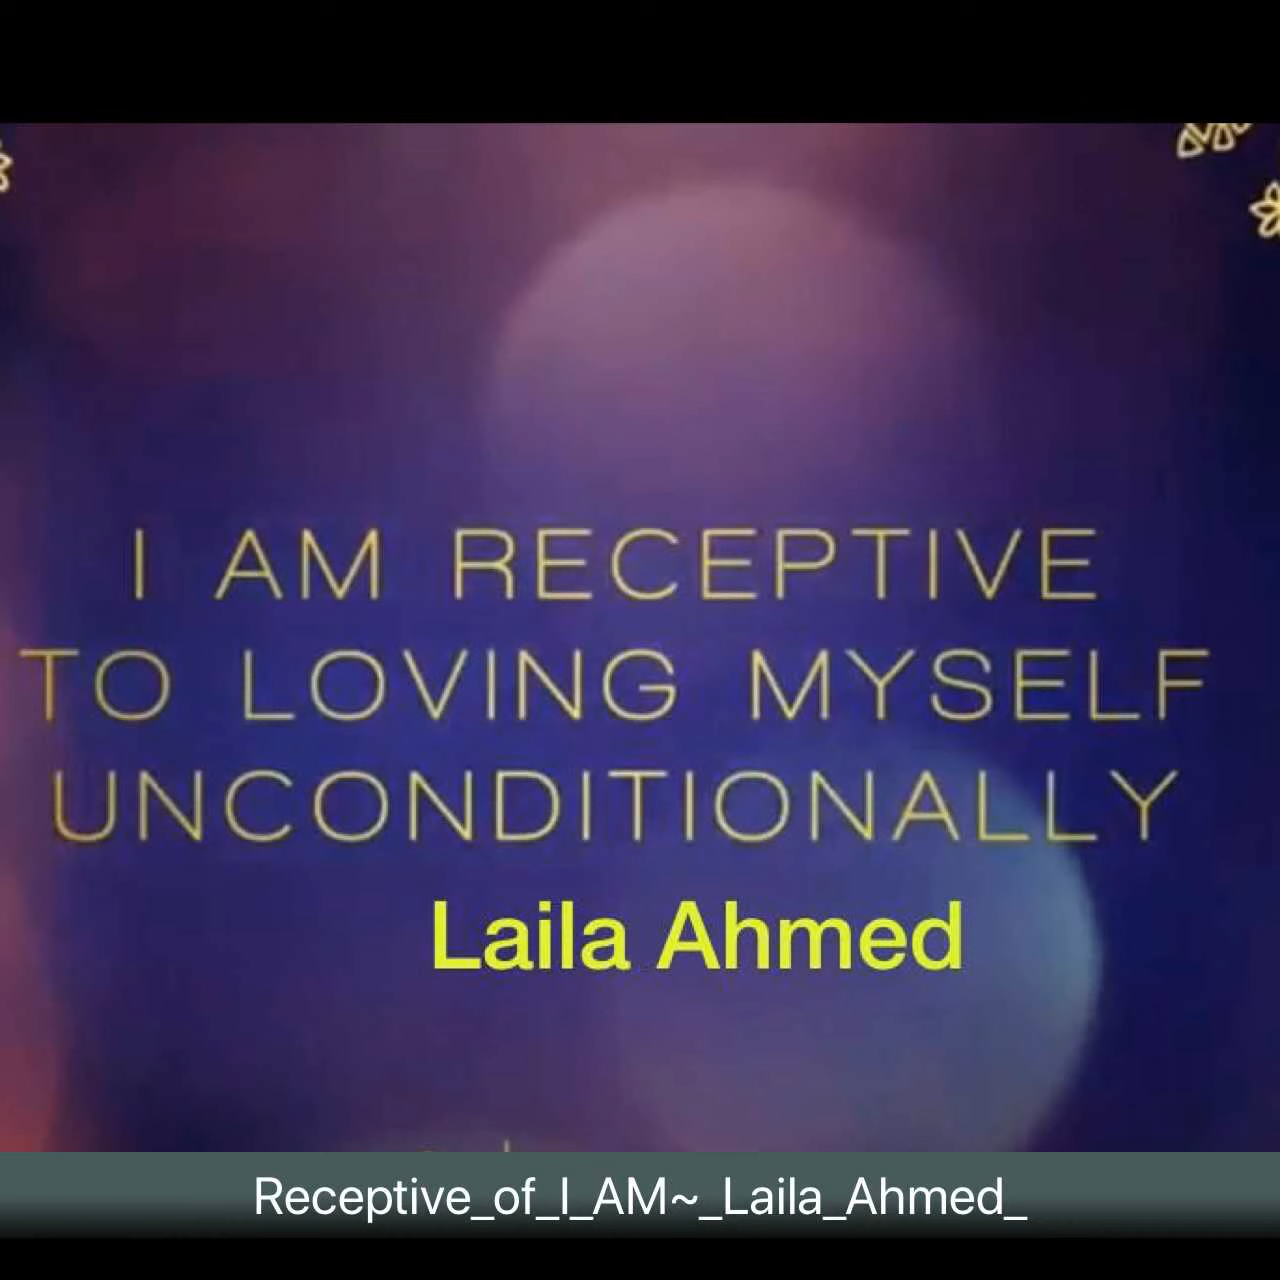 I AM RECEPTIVE
TO LOVING MYSELF
UNCONDITIONALLY
Laila Ahmed
Receptive_of_I_AM~_Laila_Ahmed_